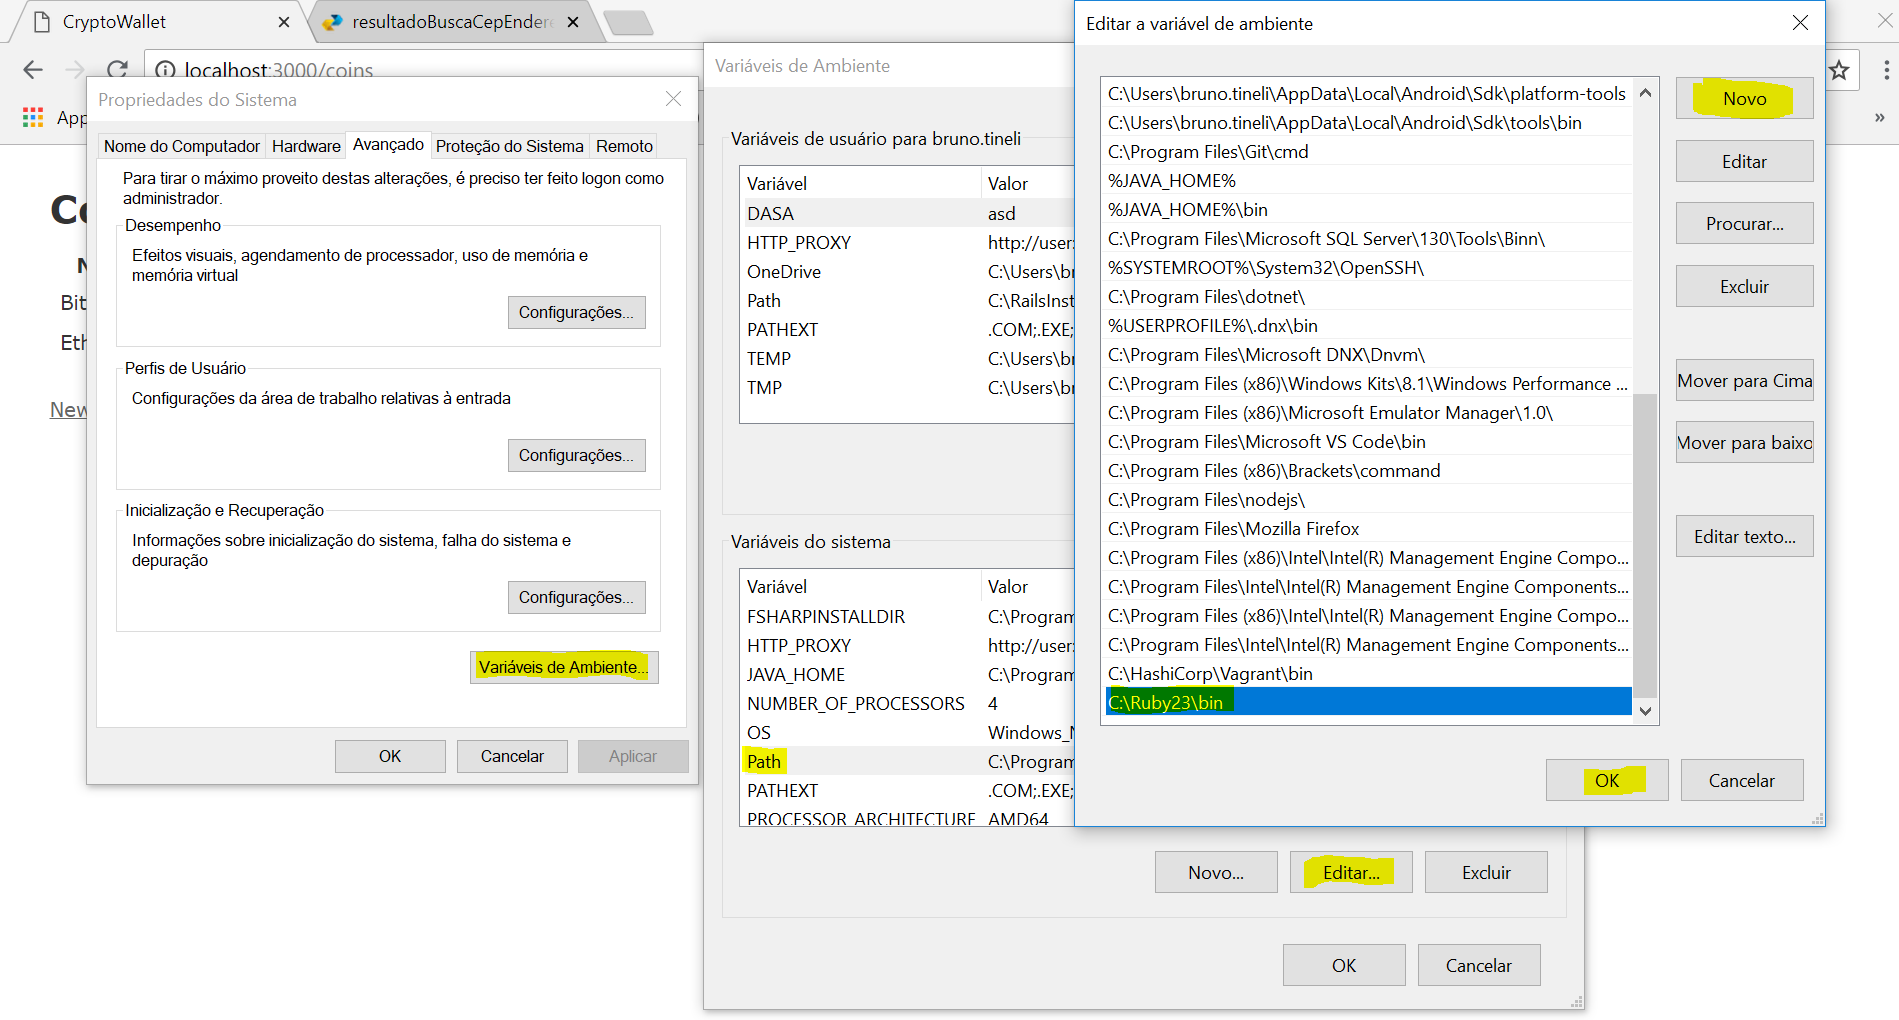 CryptoWallet
resultadoBuscaCepEndere
localhost:3000/coins
App
Co
N
Bit
Eth
New
Propriedades do Sistema
Nome do Computador
Hardware
Avançado
Proteção do Sistema
Remoto
Para tirar o máximo proveito destas alterações, é preciso ter feito logon como
administrador.
Desempenho
Efeitos visuais, agendamento de processador, uso de memória e
memória virtual
Configurações...
Perfis de Usuário
Configurações da área de trabalho relativas à entrada
Configurações...
Inicialização e Recuperação
Informações sobre inicialização do sistema, falha do sistema e
depuração
Configurações...
Variáveis de Ambiente...
OK
Cancelar
Aplicar
Variáveis de Ambiente
Variáveis de usuário para bruno.tineli
Variável Valor
DASA asd
HTTP_PROXY http://user:
OneDrive C:\Users\br
Path C:\RailsInst
PATHEXT .COM;.EXE;
TEMP C:\Users\br
TMP C:\Users\br
Variáveis do sistema
Variável Valor
FSHARPINSTALLDIR C:\Program
HTTP_PROXY http://user:
JAVA_HOME C:\Program
NUMBER_OF_PROCESSORS 4
OS Windows_N
Path C:\Program
PATHEXT .COM;.EXE;
PROCESSOR_ARCHITECTURE AMD64
Novo...
Editar...
Excluir
OK
Cancelar
Editar a variável de ambiente
C:\Users\bruno.tineli\AppData\Local\Android\Sdk\platform-tools
C:\Users\bruno.tineli\AppData\Local\Android\Sdk\tools\bin
C:\Program Files\Git\cmd
%JAVA_HOME%
%JAVA_HOME%\bin
C:\Program Files\Microsoft SQL Server\130\Tools\Binn\
%SYSTEMROOT%\System32\OpenSSH\
C:\Program Files\dotnet\
%USERPROFILE%\.dnx\bin
C:\Program Files\Microsoft DNX\Dnvm\
C:\Program Files (x86)\Windows Kits\8.1\Windows Performance ...
C:\Program Files (x86)\Microsoft Emulator Manager\1.0\
C:\Program Files\Microsoft VS Code\bin
C:\Program Files (x86)\Brackets\command
C:\Program Files\nodejs\
C:\Program Files\Mozilla Firefox
C:\Program Files (x86)\Intel\Intel(R) Management Engine Compo...
C:\Program Files\Intel\Intel(R) Management Engine Components...
C:\Program Files (x86)\Intel\Intel(R) Management Engine Compo...
C:\Program Files\Intel\Intel(R) Management Engine Components...
C:\HashiCorp\Vagrant\bin
C:\Ruby23\bin
Novo
Editar
Procurar...
Excluir
Mover para Cima
Mover para baixo
Editar texto...
OK
Cancelar